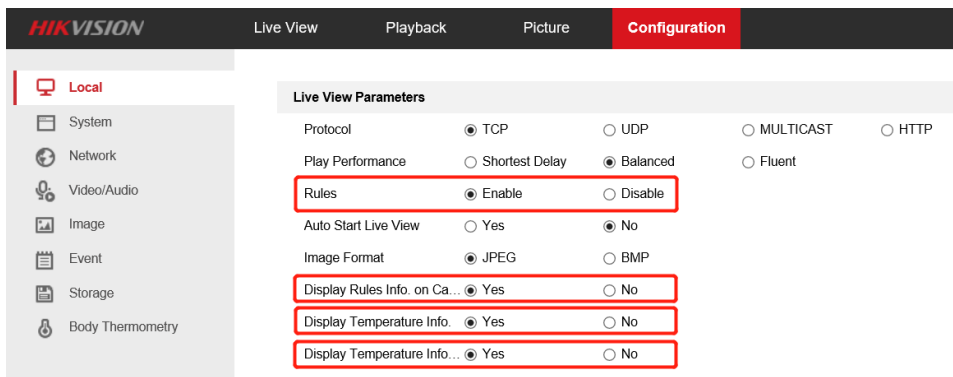 HIKVISION Live View Playback Picture Configuration
Local
System
Network
Video/Audio
Image
Event
Storage
Body Thermometry
Live View Parameters
Protocol TCP UDP MULTICAST HTTP
Play Performance Shortest Delay Balanced Fluent
Rules Enable Disable
Auto Start Live View Yes No
Image Format JPEG BMP
Display Rules Info. on Ca... Yes No
Display Temperature Info. Yes No
Display Temperature Info... Yes No